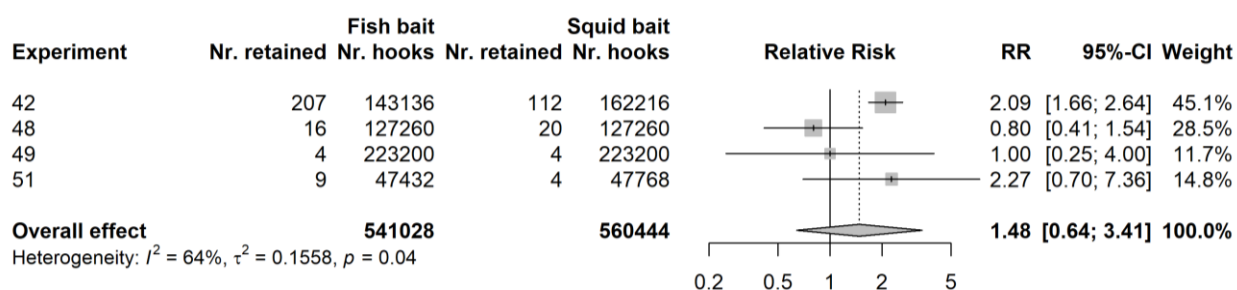 Fish bait Squid bait
Experiment Nr. retained Nr. hooks Nr. retained Nr. hooks Relative Risk RR 95%-CI Weight
42 207 143136 112 162216 2.09 [1.66; 2.64] 45.1%
48 16 127260 20 127260 0.80 [0.41; 1.54] 28.5%
49 4 223200 4 223200 1.00 [0.25; 4.00] 11.7%
51 9 47432 4 47768 2.27 [0.70; 7.36] 14.8%
Overall effect 541028 560444 1.48 [0.64; 3.41] 100.0%
Heterogeneity: I² = 64%, τ² = 0.1558, p = 0.04
0.2 0.5 1 2 5